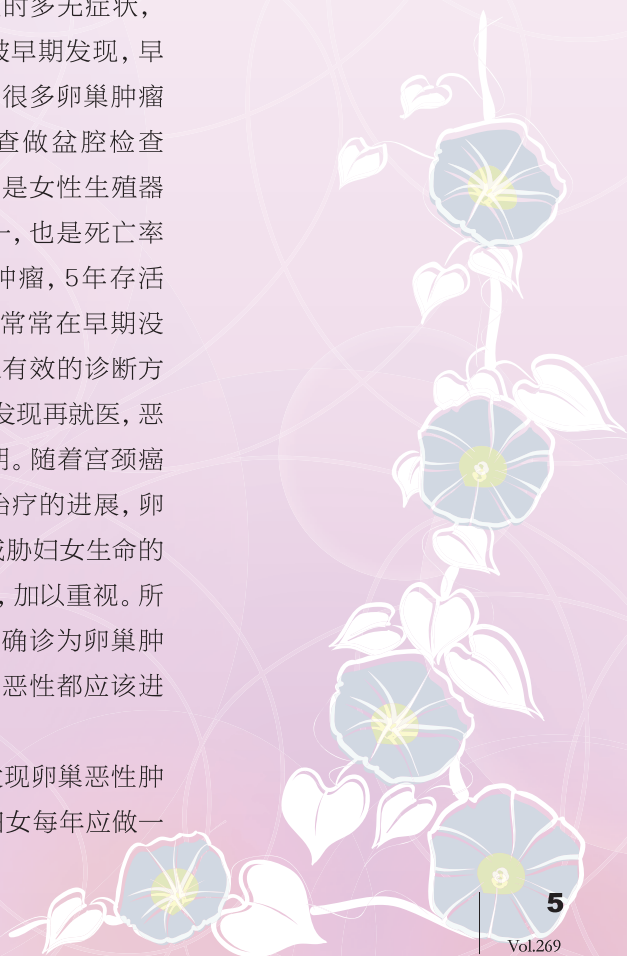 时多无症状，
被早期发现，早
很多卵巢肿瘤
查做盆腔检查
是女性生殖器
一，也是死亡率
肿瘤，5年存活
常常在早期没
有效的诊断方
发现再就医，恶
期。随着宫颈癌
治疗的进展，卵
胁妇女生命的
，加以重视。所
确诊为卵巢肿
恶性都应该进
发现卵巢恶性肿
妇女每年应做一
5
Vol.269